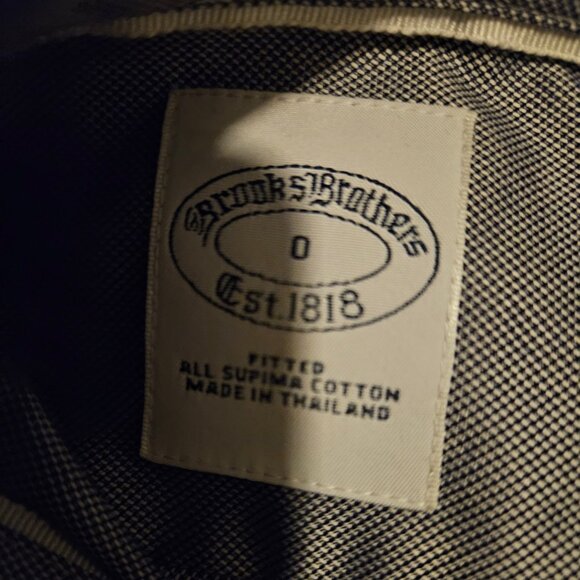 Brooks Brothers
0
Est. 1818
FITTED
ALL SUPIMA COTTON
MADE IN THAILAND